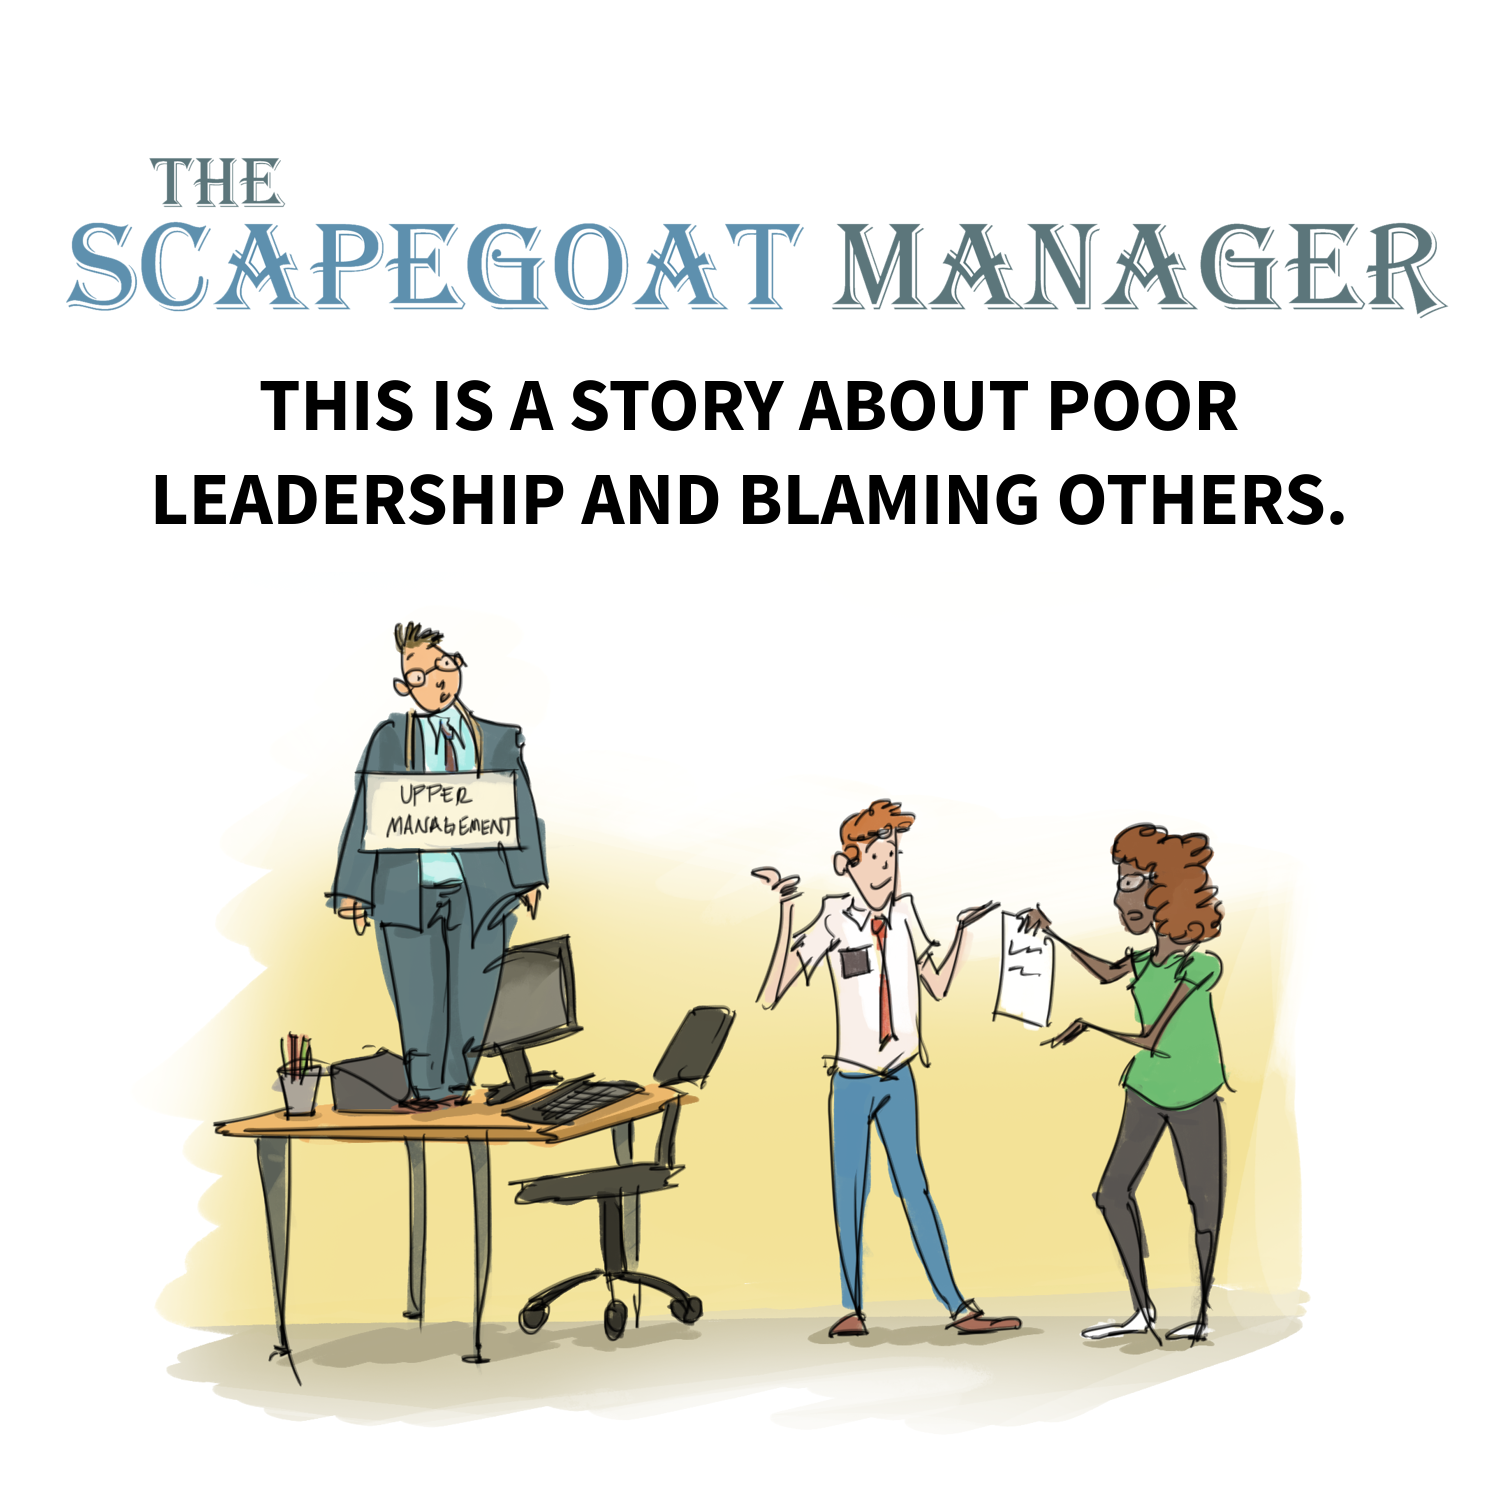 THE
SCAPEGOAT MANAGER
THIS IS A STORY ABOUT POOR
LEADERSHIP AND BLAMING OTHERS.
UPPER
MANAGEMENT